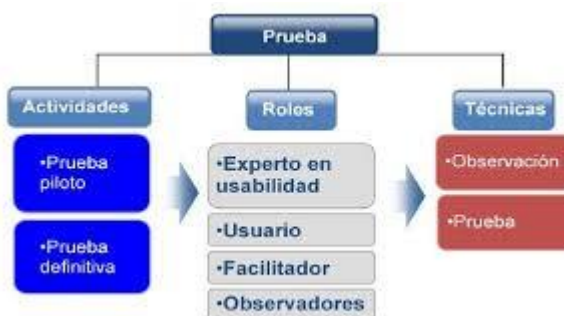 Prueba
Actividades
Roles
Técnicas
•Prueba
piloto
•Prueba
definitiva
•Experto en
usabilidad
•Usuario
•Facilitador
•Observadores
•Observación
•Prueba